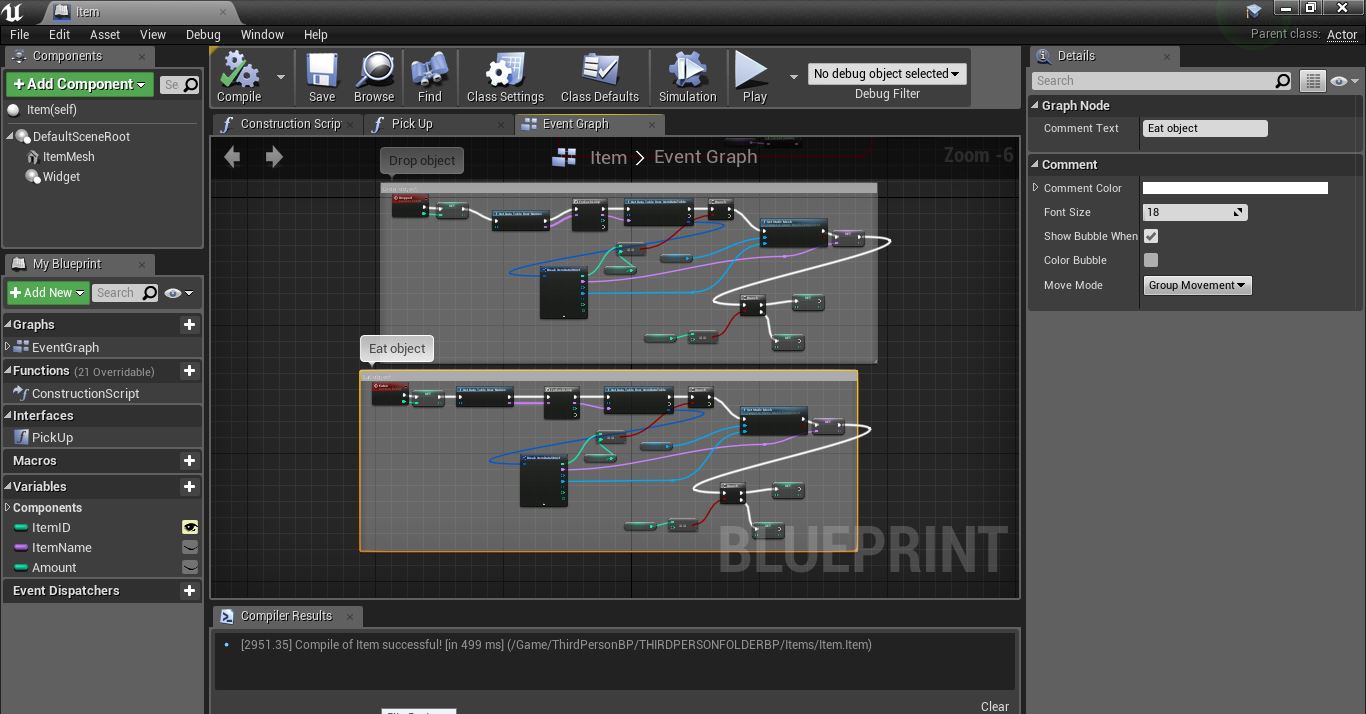 Item
File Edit Asset View Debug Window Help
Parent class: Actor
Components
Add Component
Se
Item(self)
DefaultSceneRoot
ItemMesh
Widget
My Blueprint
Add New
Search
Graphs
EventGraph
Functions (21 Overridable)
ConstructionScript
Interfaces
PickUp
Macros
Variables
Components
ItemID
ItemName
Amount
Event Dispatchers
Compile
Save
Browse
Find
Class Settings
Class Defaults
Simulation
Play
No debug object selected
Debug Filter
Construction Scrip
Pick Up
Event Graph
Item > Event Graph
Zoom -6
Drop object
Eat object
BLUEPRINT
Compiler Results
[2951.35] Compile of Item successful! [in 499 ms] (/Game/ThirdPersonBP/THIRDPERSONFOLDERBP/Items/Item.Item)
Clear
Details
Search
Graph Node
Comment Text Eat object
Comment
Comment Color
Font Size 18
Show Bubble When
Color Bubble
Move Mode Group Movement